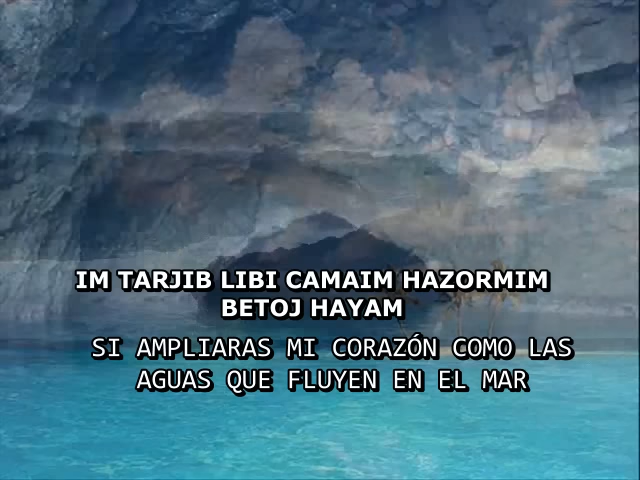 IM TARJIB LIBI CAMAIM HAZORMIM
BETOJ HAYAM
SI AMPLIARAS MI CORAZÓN COMO LAS
AGUAS QUE FLUYEN EN EL MAR